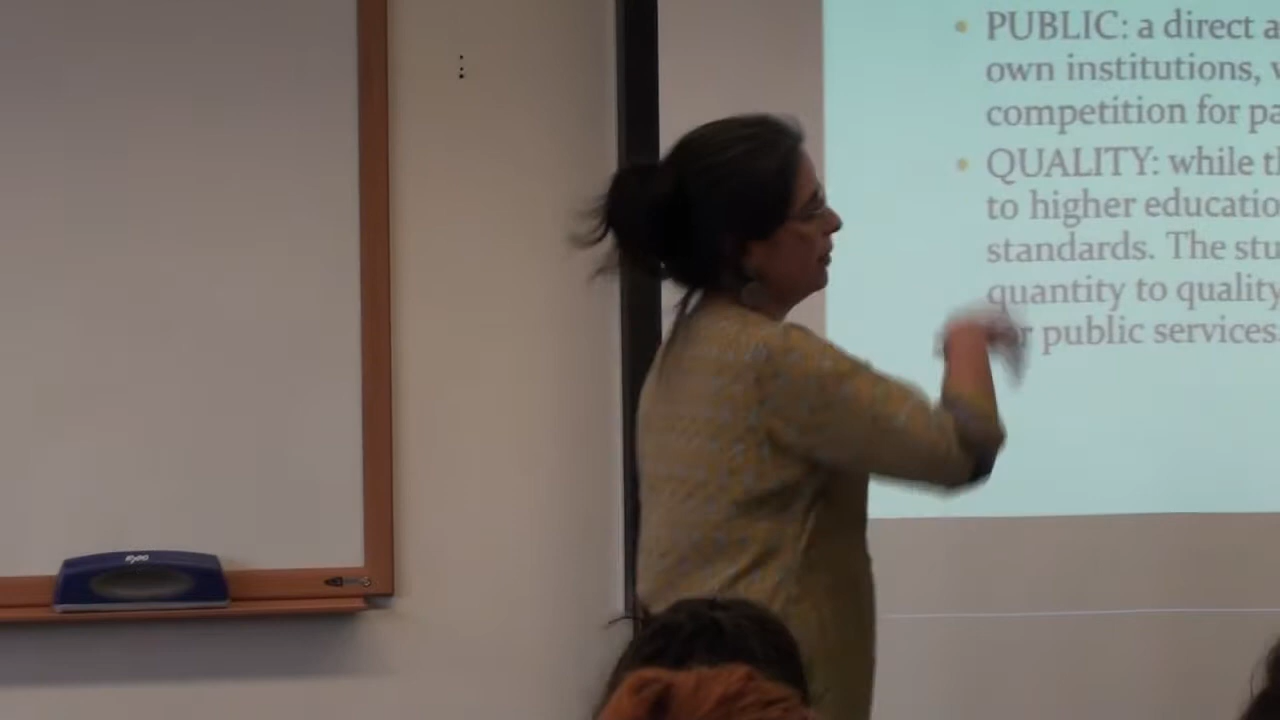 PUBLIC: a direct a
own institutions,
competition for pa
QUALITY: while th
to higher educatio
standards. The stu
quantity to quality
public services.
EXPO